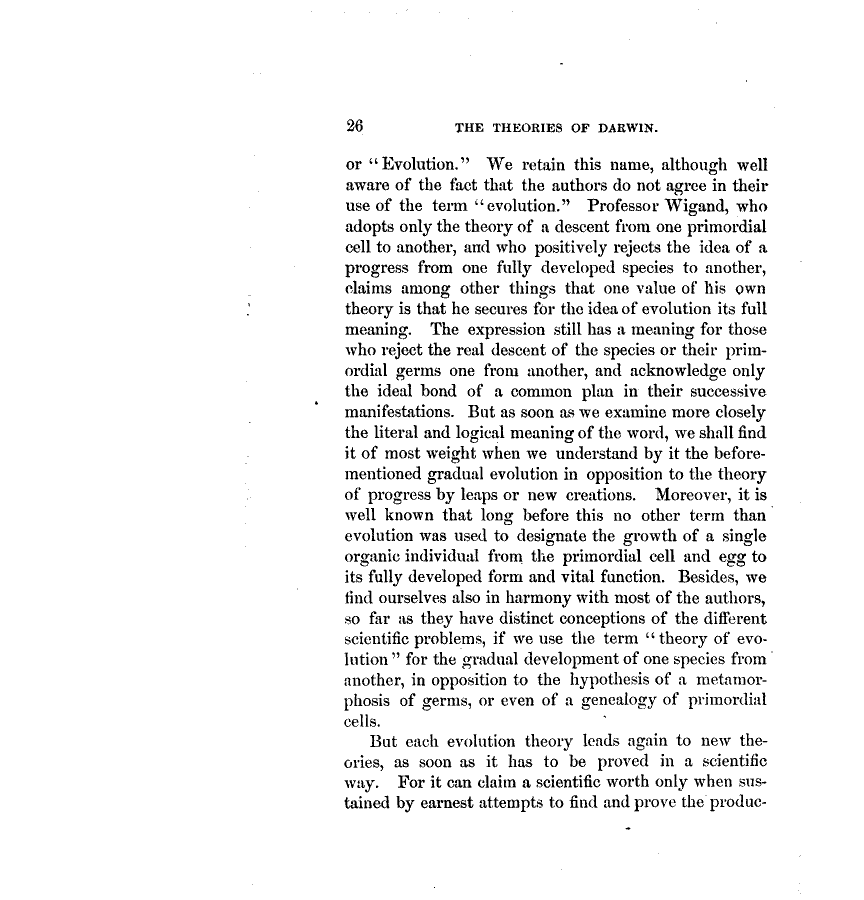 26 THE THEORIES OF DARWIN.
or "Evolution." We retain this name, although well
aware of the fact that the authors do not agree in their
use of the term "evolution." Professor Wigand, who
adopts only the theory of a descent from one primordial
cell to another, and who positively rejects the idea of a
progress from one fully developed species to another,
claims among other things that one value of his own
theory is that he secures for the idea of evolution its full
meaning. The expression still has a meaning for those
who reject the real descent of the species or their prim-
ordial germs one from another, and acknowledge only
the ideal bond of a common plan in their successive
manifestations. But as soon as we examine more closely
the literal and logical meaning of the word, we shall find
it of most weight when we understand by it the before-
mentioned gradual evolution in opposition to the theory
of progress by leaps or new creations. Moreover, it is
well known that long before this no other term than
evolution was used to designate the growth of a single
organic individual from the primordial cell and egg to
its fully developed form and vital function. Besides, we
find ourselves also in harmony with most of the authors,
so far as they have distinct conceptions of the different
scientific problems, if we use the term "theory of evo-
lution" for the gradual development of one species from
another, in opposition to the hypothesis of a metamor-
phosis of germs, or even of a genealogy of primordial
cells.
But each evolution theory leads again to new the-
ories, as soon as it has to be proved in a scientific
way. For it can claim a scientific worth only when sus-
tained by earnest attempts to find and prove the produc-